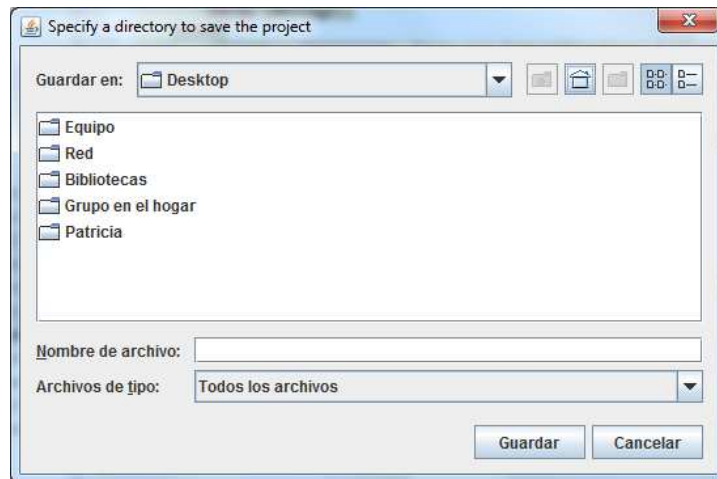 Specify a directory to save the project
Guardar en: Desktop
Equipo
Red
Bibliotecas
Grupo en el hogar
Patricia
Nombre de archivo:
Archivos de tipo: Todos los archivos
Guardar Cancelar